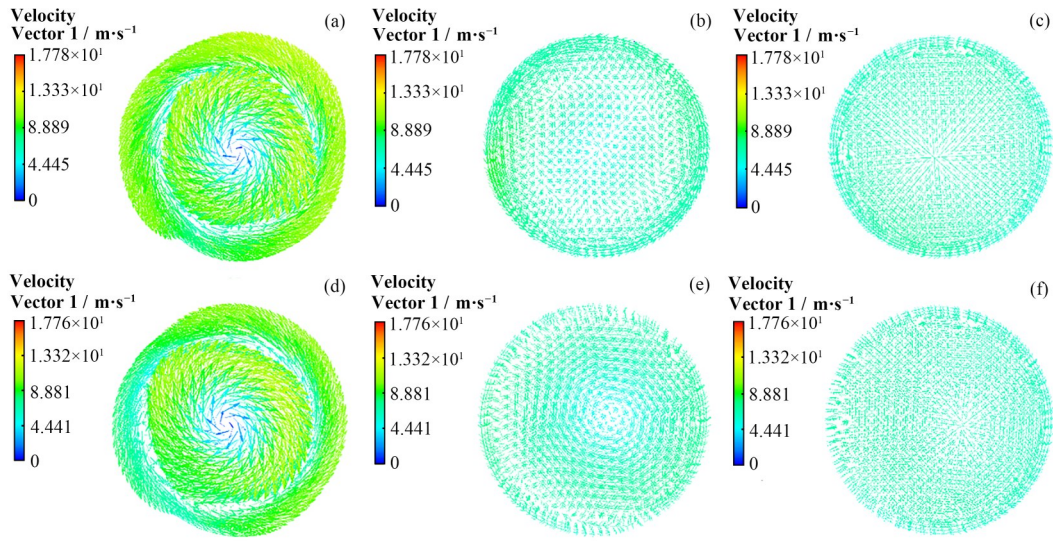 Velocity
Vector 1 / m·s⁻¹
1.778×10¹
1.333×10¹
8.889
4.445
0
(a)
Velocity
Vector 1 / m·s⁻¹
1.778×10¹
1.333×10¹
8.889
4.445
0
(b)
Velocity
Vector 1 / m·s⁻¹
1.778×10¹
1.333×10¹
8.889
4.445
0
(c)
Velocity
Vector 1 / m·s⁻¹
1.776×10¹
1.332×10¹
8.881
4.441
0
(d)
Velocity
Vector 1 / m·s⁻¹
1.776×10¹
1.332×10¹
8.881
4.441
0
(e)
Velocity
Vector 1 / m·s⁻¹
1.776×10¹
1.332×10¹
8.881
4.441
0
(f)